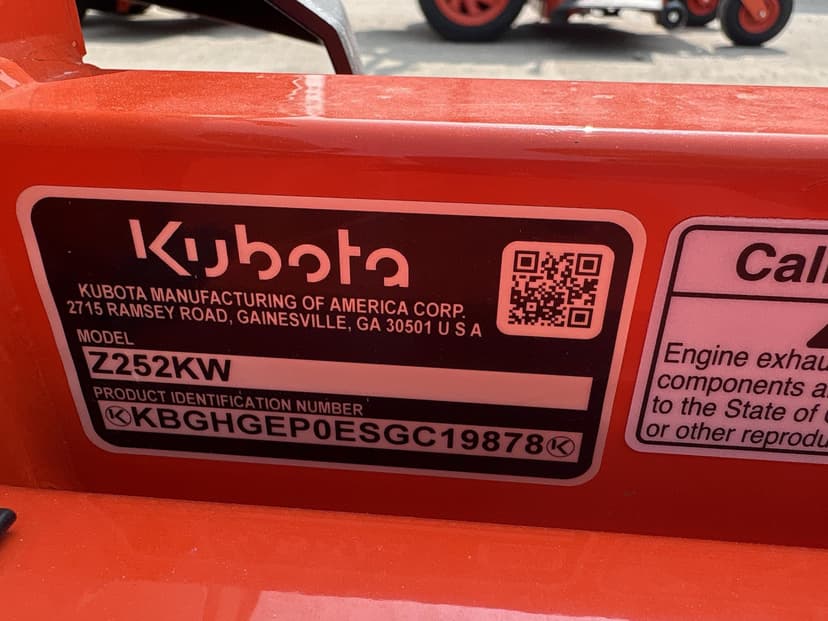 Kubota
KUBOTA MANUFACTURING OF AMERICA CORP.
2715 RAMSEY ROAD, GAINESVILLE, GA 30501 U S A
MODEL
Z252KW
PRODUCT IDENTIFICATION NUMBER
KBGHGEP0ESGC19878
Cali
Engine exhau
components a
to the State of
or other reprodu